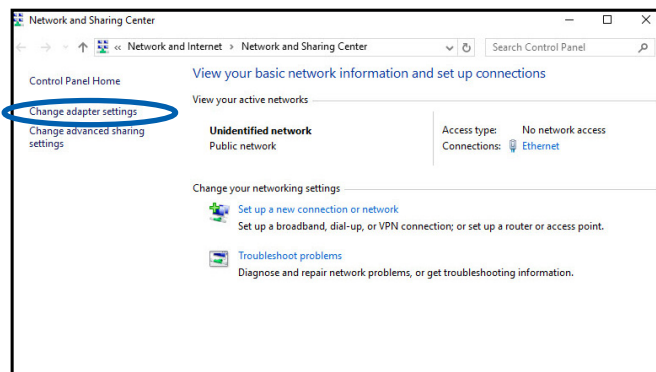 Network and Sharing Center
« Network and Internet > Network and Sharing Center
Search Control Panel
Control Panel Home
Change adapter settings
Change advanced sharing
settings
View your basic network information and set up connections
View your active networks
Unidentified network
Public network
Access type: No network access
Connections: Ethernet
Change your networking settings
Set up a new connection or network
Set up a broadband, dial-up, or VPN connection; or set up a router or access point.
Troubleshoot problems
Diagnose and repair network problems, or get troubleshooting information.